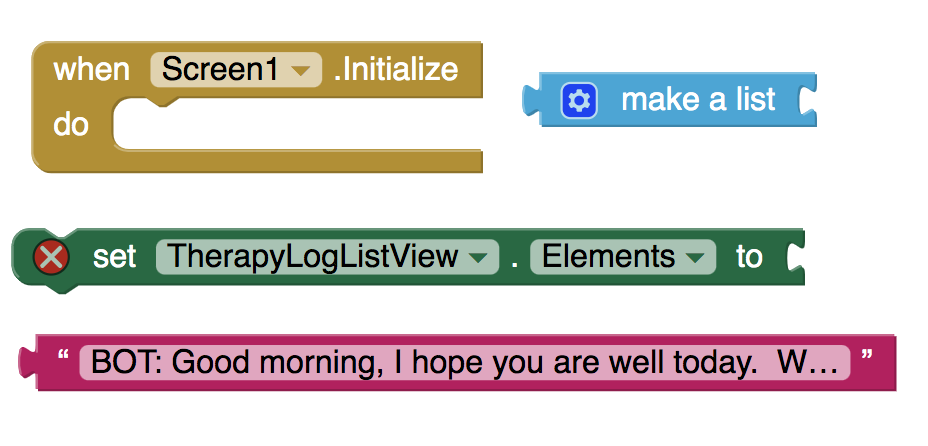 when Screen1 .Initialize
do
make a list
set TherapyLogListView . Elements to
“ BOT: Good morning, I hope you are well today.  W... ”